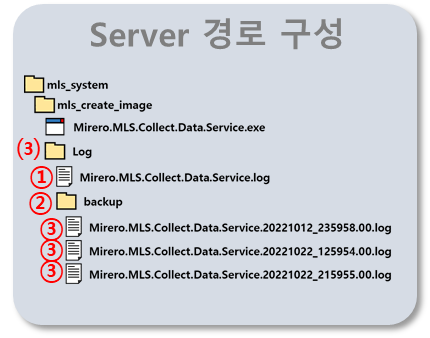 Server 경로 구성
mls_system
mls_create_image
Mirero.MLS.Collect.Data.Service.exe
(3) Log
① Mirero.MLS.Collect.Data.Service.log
② backup
③ Mirero.MLS.Collect.Data.Service.20221012_235958.00.log
③ Mirero.MLS.Collect.Data.Service.20221022_125954.00.log
③ Mirero.MLS.Collect.Data.Service.20221022_215955.00.log